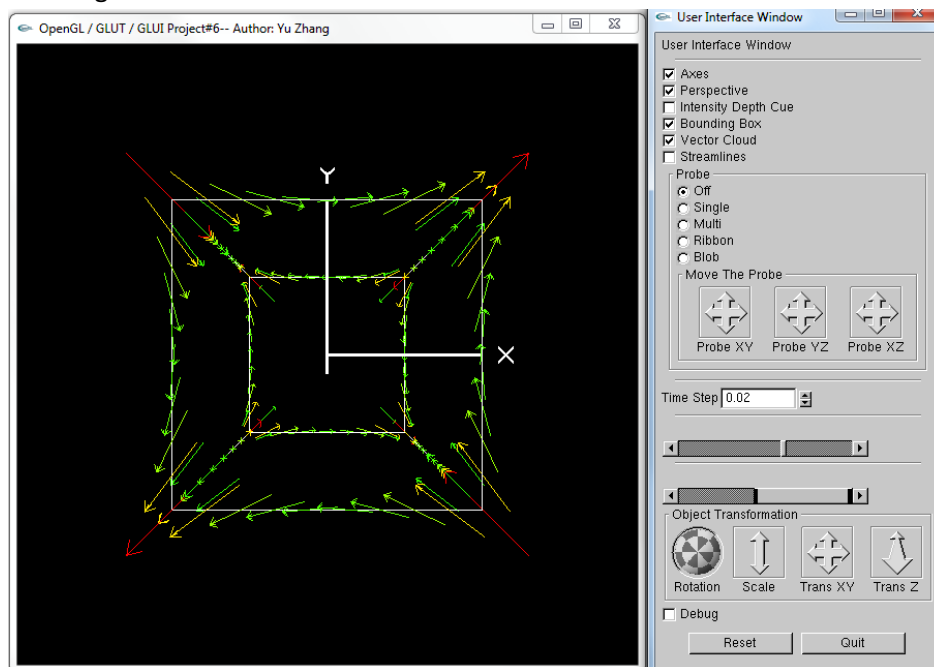 OpenGL / GLUT / GLUI Project#6-- Author: Yu Zhang
Y
X
User Interface Window
User Interface Window
Axes
Perspective
Intensity Depth Cue
Bounding Box
Vector Cloud
Streamlines
Probe
Off
Single
Multi
Ribbon
Blob
Move The Probe
Probe XY Probe YZ Probe XZ
Time Step 0.02
Object Transformation
Rotation Scale Trans XY Trans Z
Debug
Reset Quit